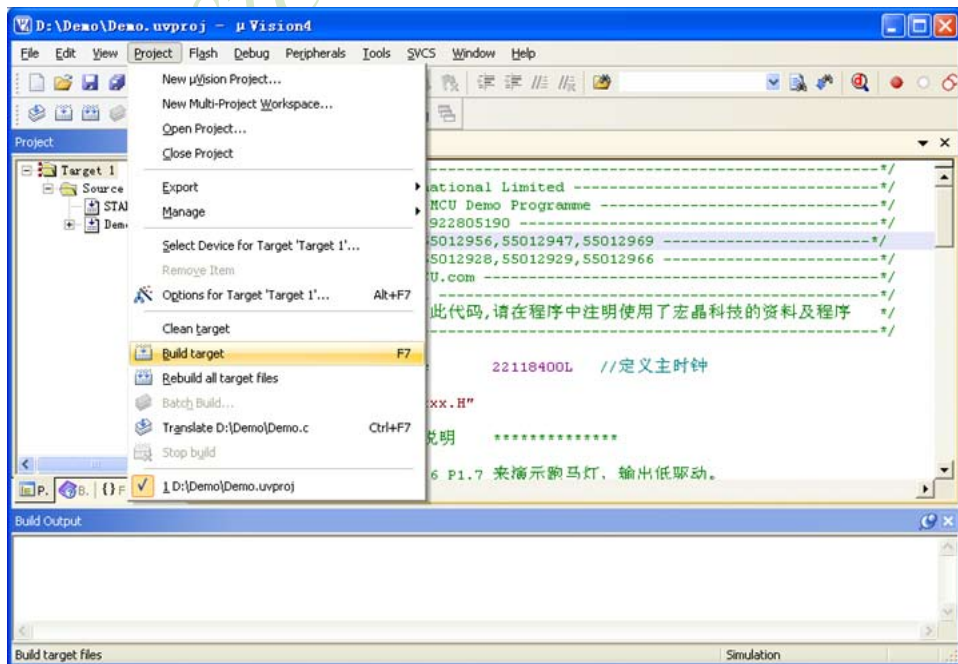 D:\Demo\Demo.uvproj - µVision4
File Edit View Project Flash Debug Peripherals Tools SVCS Window Help
Project
New µVision Project...
New Multi-Project Workspace...
Open Project...
Close Project
Export
Manage
Select Device for Target 'Target 1'...
Remove Item
Options for Target 'Target 1'... Alt+F7
Clean target
Build target F7
Rebuild all target files
Batch Build...
Translate D:\Demo\Demo.c Ctrl+F7
Stop build
1 D:\Demo\Demo.uvproj
Target 1
Source
STA
Dem
P. B. {} F
---------------------------------------------*/
ational Limited ------------------------------*/
MCU Demo Programme ---------------------------*/
922805190 ------------------------------------*/
55012956,55012947,55012969 ----------------------*/
5012928,55012929,55012966 -----------------------*/
U.com ----------------------------------------*/
---------------------------------------------*/
此代码,请在程序中注明使用了宏晶科技的资料及程序 */
---------------------------------------------*/
22118400L //定义主时钟
xx.H"
说明 **************
6 P1.7 来演示跑马灯, 输出低驱动。
Build Output
Build target files Simulation